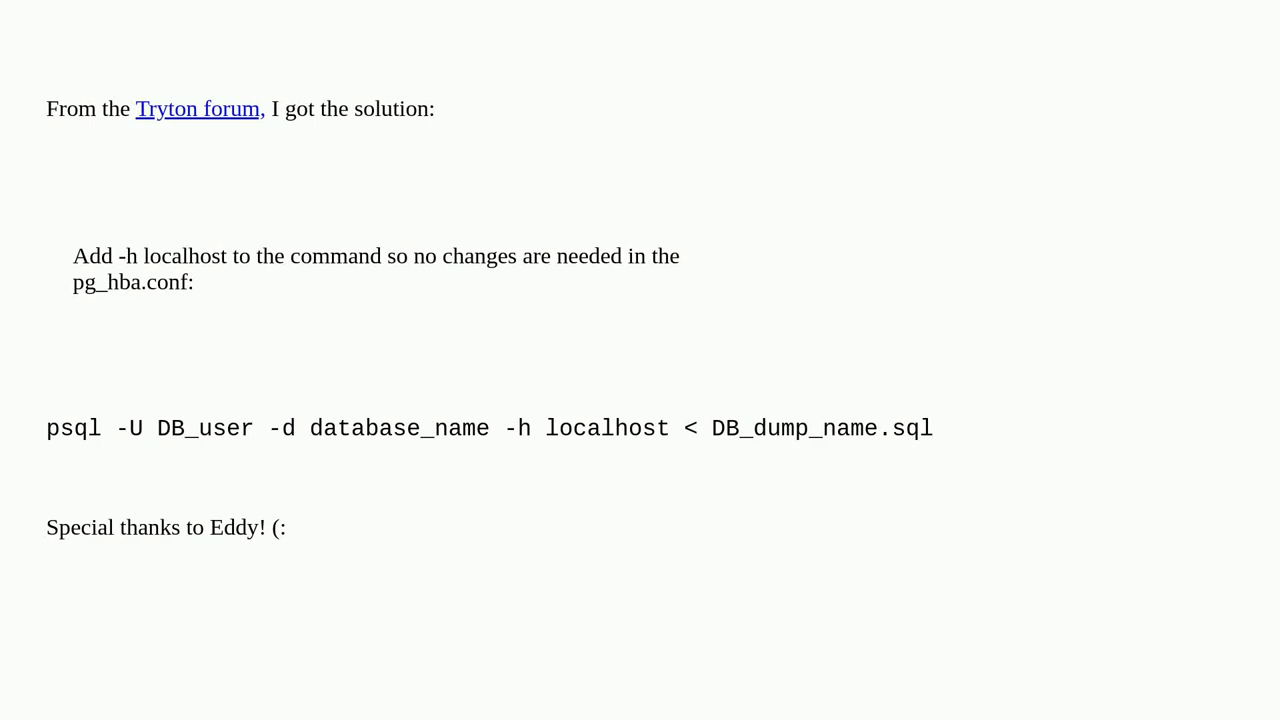 From the Tryton forum, I got the solution:
Add -h localhost to the command so no changes are needed in the
pg_hba.conf:
psql -U DB_user -d database_name -h localhost < DB_dump_name.sql
Special thanks to Eddy! (: